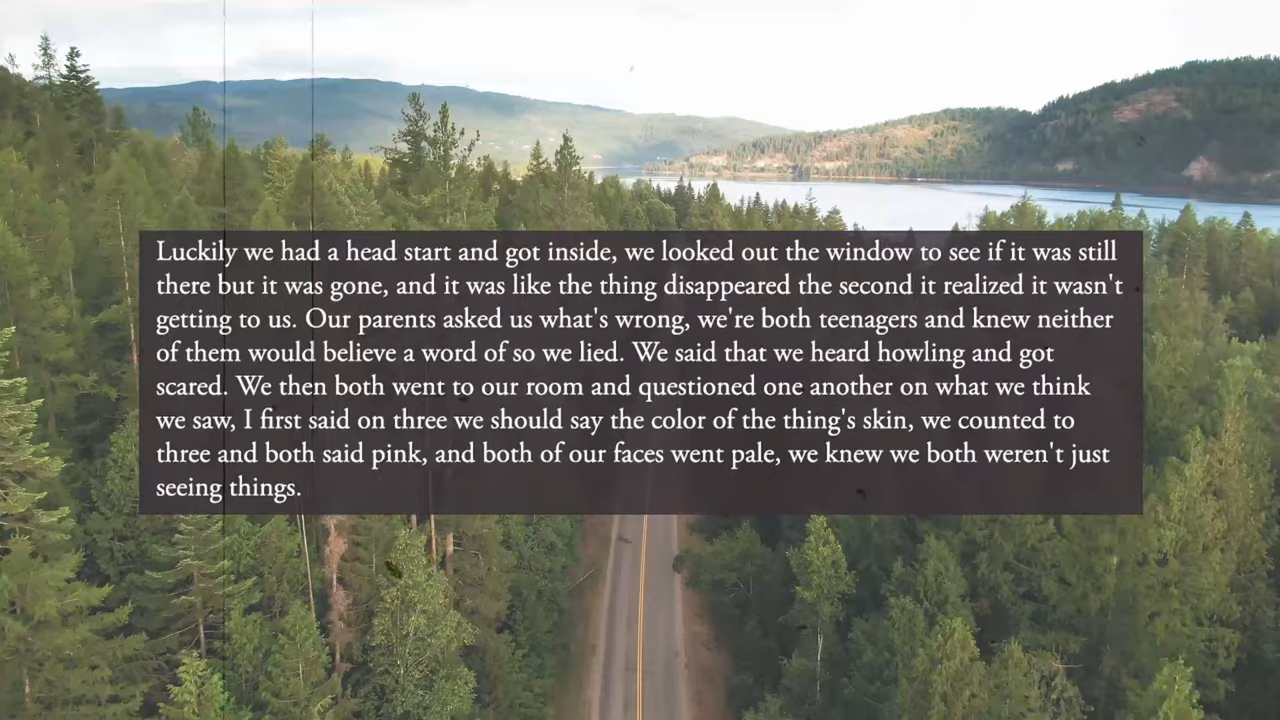 Luckily we had a head start and got inside, we looked out the window to see if it was still
there but it was gone, and it was like the thing disappeared the second it realized it wasn't
getting to us. Our parents asked us what's wrong, we're both teenagers and knew neither
of them would believe a word of so we lied. We said that we heard howling and got
scared. We then both went to our room and questioned one another on what we think
we saw, I first said on three we should say the color of the thing's skin, we counted to
three and both said pink, and both of our faces went pale, we knew we both weren't just
seeing things.